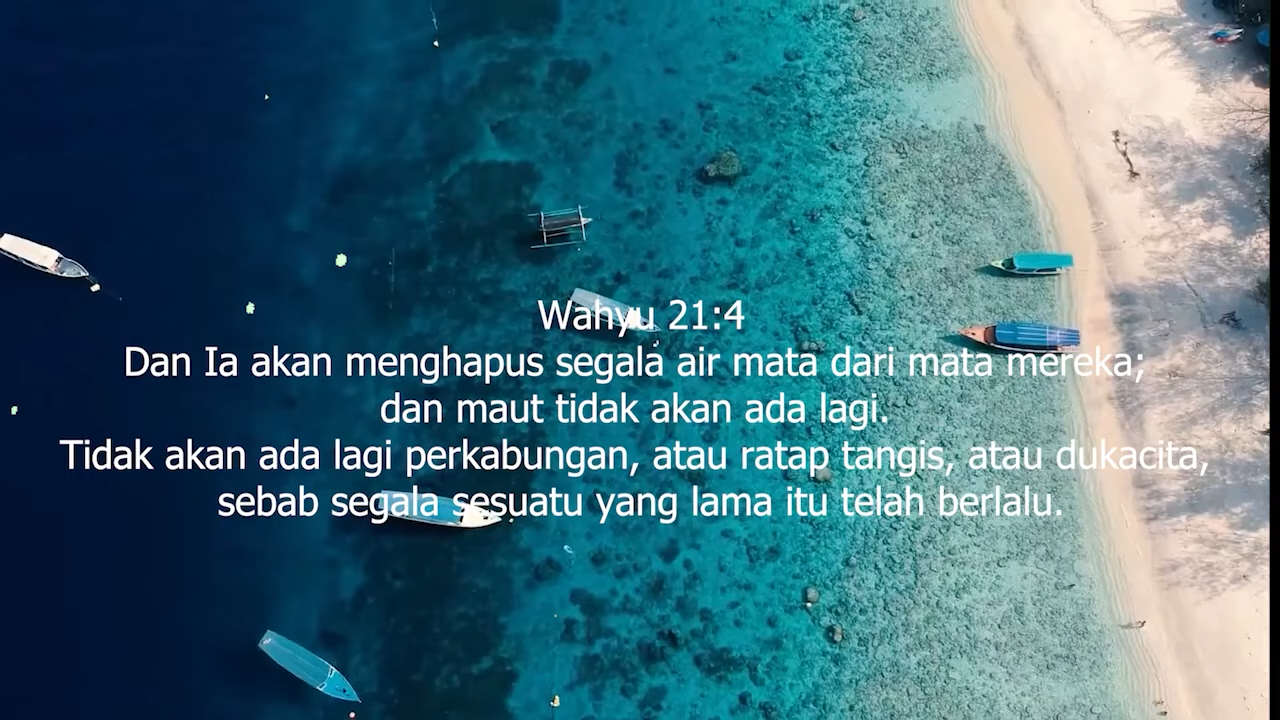 Wahyu 21:4
Dan Ia akan menghapus segala air mata dari mata mereka;
dan maut tidak akan ada lagi.
Tidak akan ada lagi perkabungan, atau ratap tangis, atau dukacita,
sebab segala sesuatu yang lama itu telah berlalu.